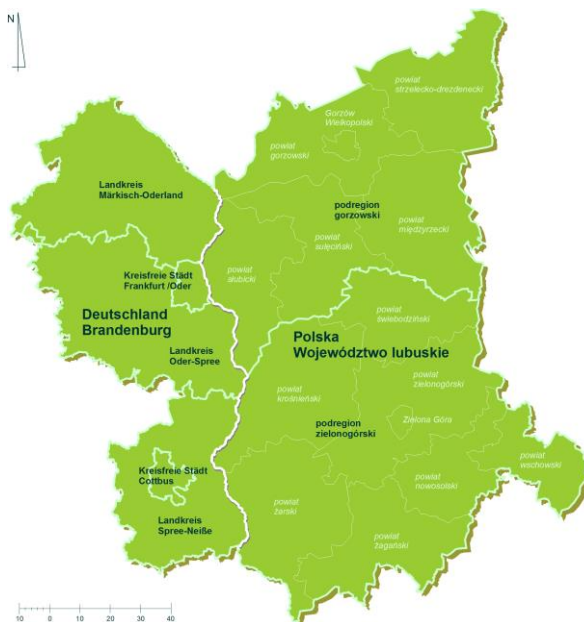 N
powiat
strzelecko-drezdenecki
Gorzów
Wielkopolski
powiat
gorzowski
Landkreis
Märkisch-Oderland
podregion
gorzowski
powiat
międzyrzecki
powiat
sulęciński
powiat
słubicki
Kreisfreie Städt
Frankfurt /Oder
Deutschland
Brandenburg
powiat
świebodziński
Polska
Województwo lubuskie
Landkreis
Oder-Spree
powiat
zielonogórski
powiat
krośnieński
podregion
zielonogórski
Zielona Góra
powiat
wschowski
Kreisfreie Städt
Cottbus
powiat
nowosolski
powiat
żarski
Landkreis
Spree-Neiße
powiat
żagański
10 0 10 20 30 40